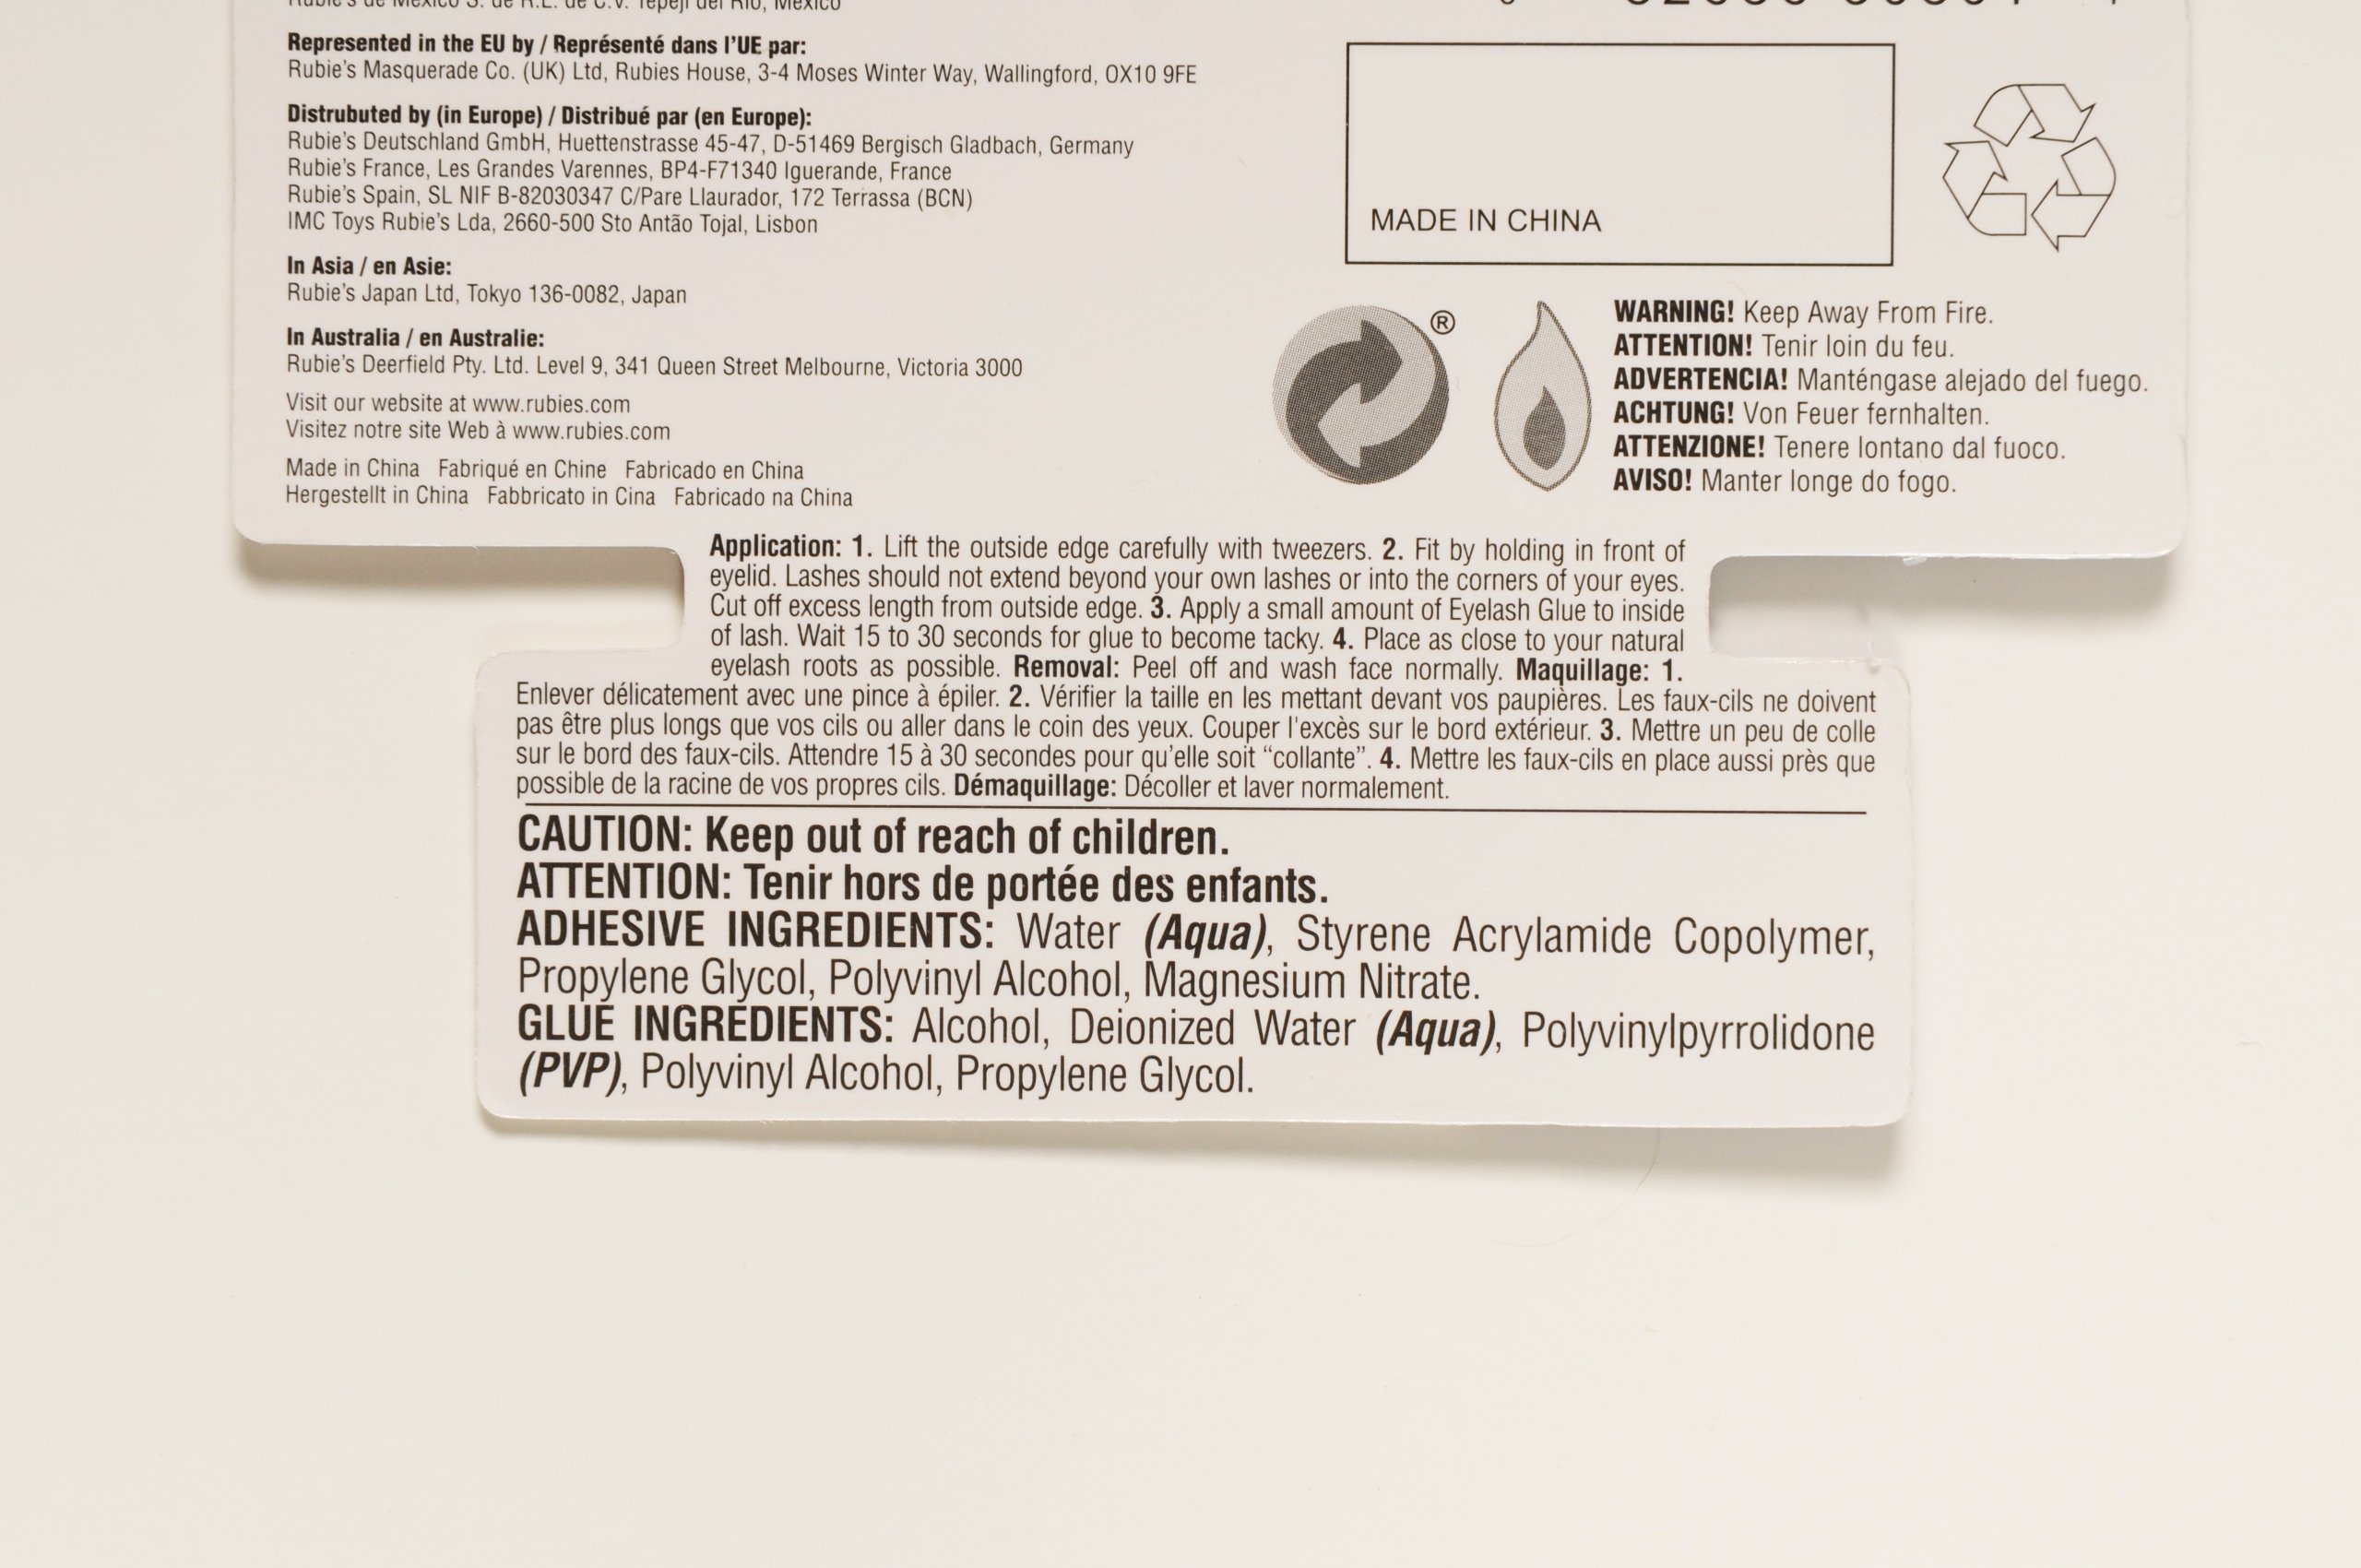 Rubie's de Mexico S. de R.L. de C.V. Tepeji del Rio, Mexico
Represented in the EU by / Représenté dans l'UE par:
Rubie's Masquerade Co. (UK) Ltd, Rubies House, 3-4 Moses Winter Way, Wallingford, OX10 9FE
Distrubuted by (in Europe) / Distribué par (en Europe):
Rubie's Deutschland GmbH, Huettenstrasse 45-47, D-51469 Bergisch Gladbach, Germany
Rubie's France, Les Grandes Varennes, BP4-F71340 Iguerande, France
Rubie's Spain, SL NIF B-82030347 C/Pare Llaurador, 172 Terrassa (BCN)
IMC Toys Rubie's Lda, 2660-500 Sto Antão Tojal, Lisbon
In Asia / en Asie:
Rubie's Japan Ltd, Tokyo 136-0082, Japan
In Australia / en Australie:
Rubie's Deerfield Pty. Ltd. Level 9, 341 Queen Street Melbourne, Victoria 3000
Visit our website at www.rubies.com
Visitez notre site Web à www.rubies.com
Made in China Fabriqué en Chine Fabricado en China
Hergestellt in China Fabbricato in Cina Fabricado na China
MADE IN CHINA
®
WARNING! Keep Away From Fire.
ATTENTION! Tenir loin du feu.
ADVERTENCIA! Manténgase alejado del fuego.
ACHTUNG! Von Feuer fernhalten.
ATTENZIONE! Tenere lontano dal fuoco.
AVISO! Manter longe do fogo.
Application: 1. Lift the outside edge carefully with tweezers. 2. Fit by holding in front of
eyelid. Lashes should not extend beyond your own lashes or into the corners of your eyes.
Cut off excess length from outside edge. 3. Apply a small amount of Eyelash Glue to inside
of lash. Wait 15 to 30 seconds for glue to become tacky. 4. Place as close to your natural
eyelash roots as possible. Removal: Peel off and wash face normally. Maquillage: 1.
Enlever délicatement avec une pince à épiler. 2. Vérifier la taille en les mettant devant vos paupières. Les faux-cils ne doivent
pas être plus longs que vos cils ou aller dans le coin des yeux. Couper l'excès sur le bord extérieur. 3. Mettre un peu de colle
sur le bord des faux-cils. Attendre 15 à 30 secondes pour qu'elle soit “collante”. 4. Mettre les faux-cils en place aussi près que
possible de la racine de vos propres cils. Démaquillage: Décoller et laver normalement.
CAUTION: Keep out of reach of children.
ATTENTION: Tenir hors de portée des enfants.
ADHESIVE INGREDIENTS: Water (Aqua), Styrene Acrylamide Copolymer,
Propylene Glycol, Polyvinyl Alcohol, Magnesium Nitrate.
GLUE INGREDIENTS: Alcohol, Deionized Water (Aqua), Polyvinylpyrrolidone
(PVP), Polyvinyl Alcohol, Propylene Glycol.